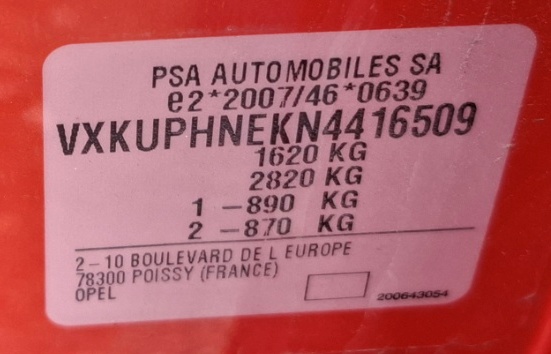 PSA AUTOMOBILES SA
e2*2007/46*0639
VXKUPHNEKN4416509
1620 KG
2820 KG
1 -890 KG
2 -870 KG
2-10 BOULEVARD DE L EUROPE
78300 POISSY (FRANCE)
OPEL
200643054